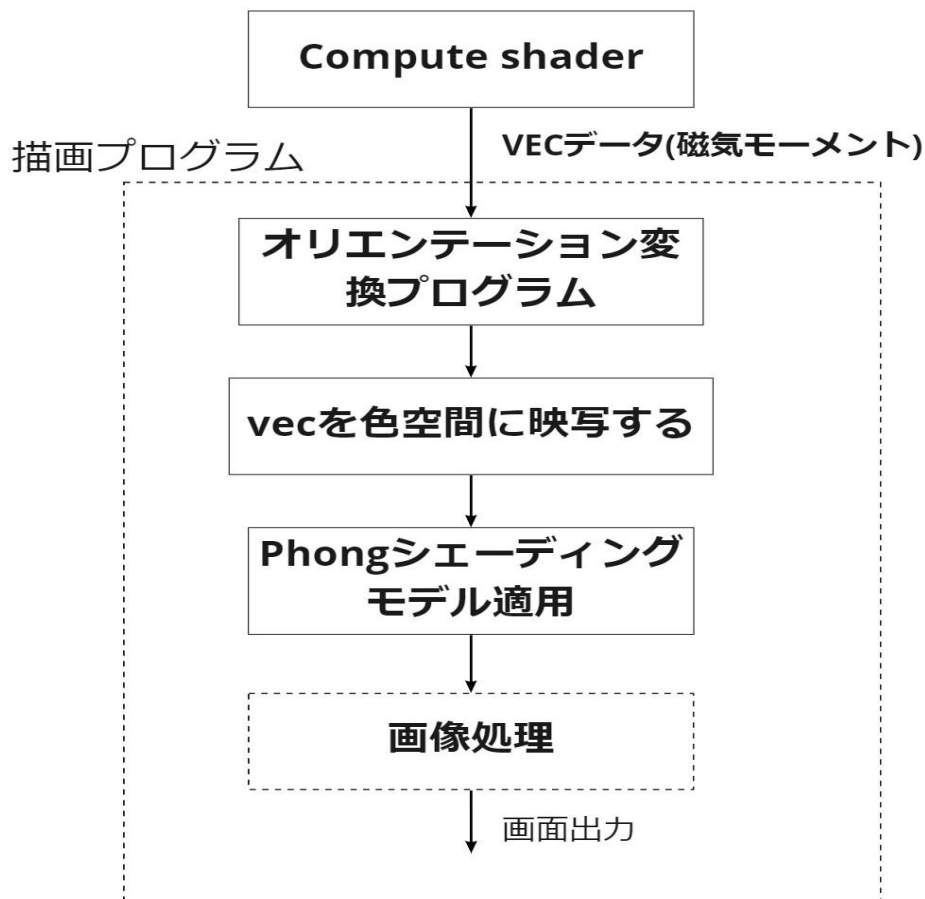 Compute shader
VECデータ(磁気モーメント)
描画プログラム
オリエンテーション変
換プログラム
vecを色空間に映写する
Phongシェーディング
モデル適用
画像処理
画面出力